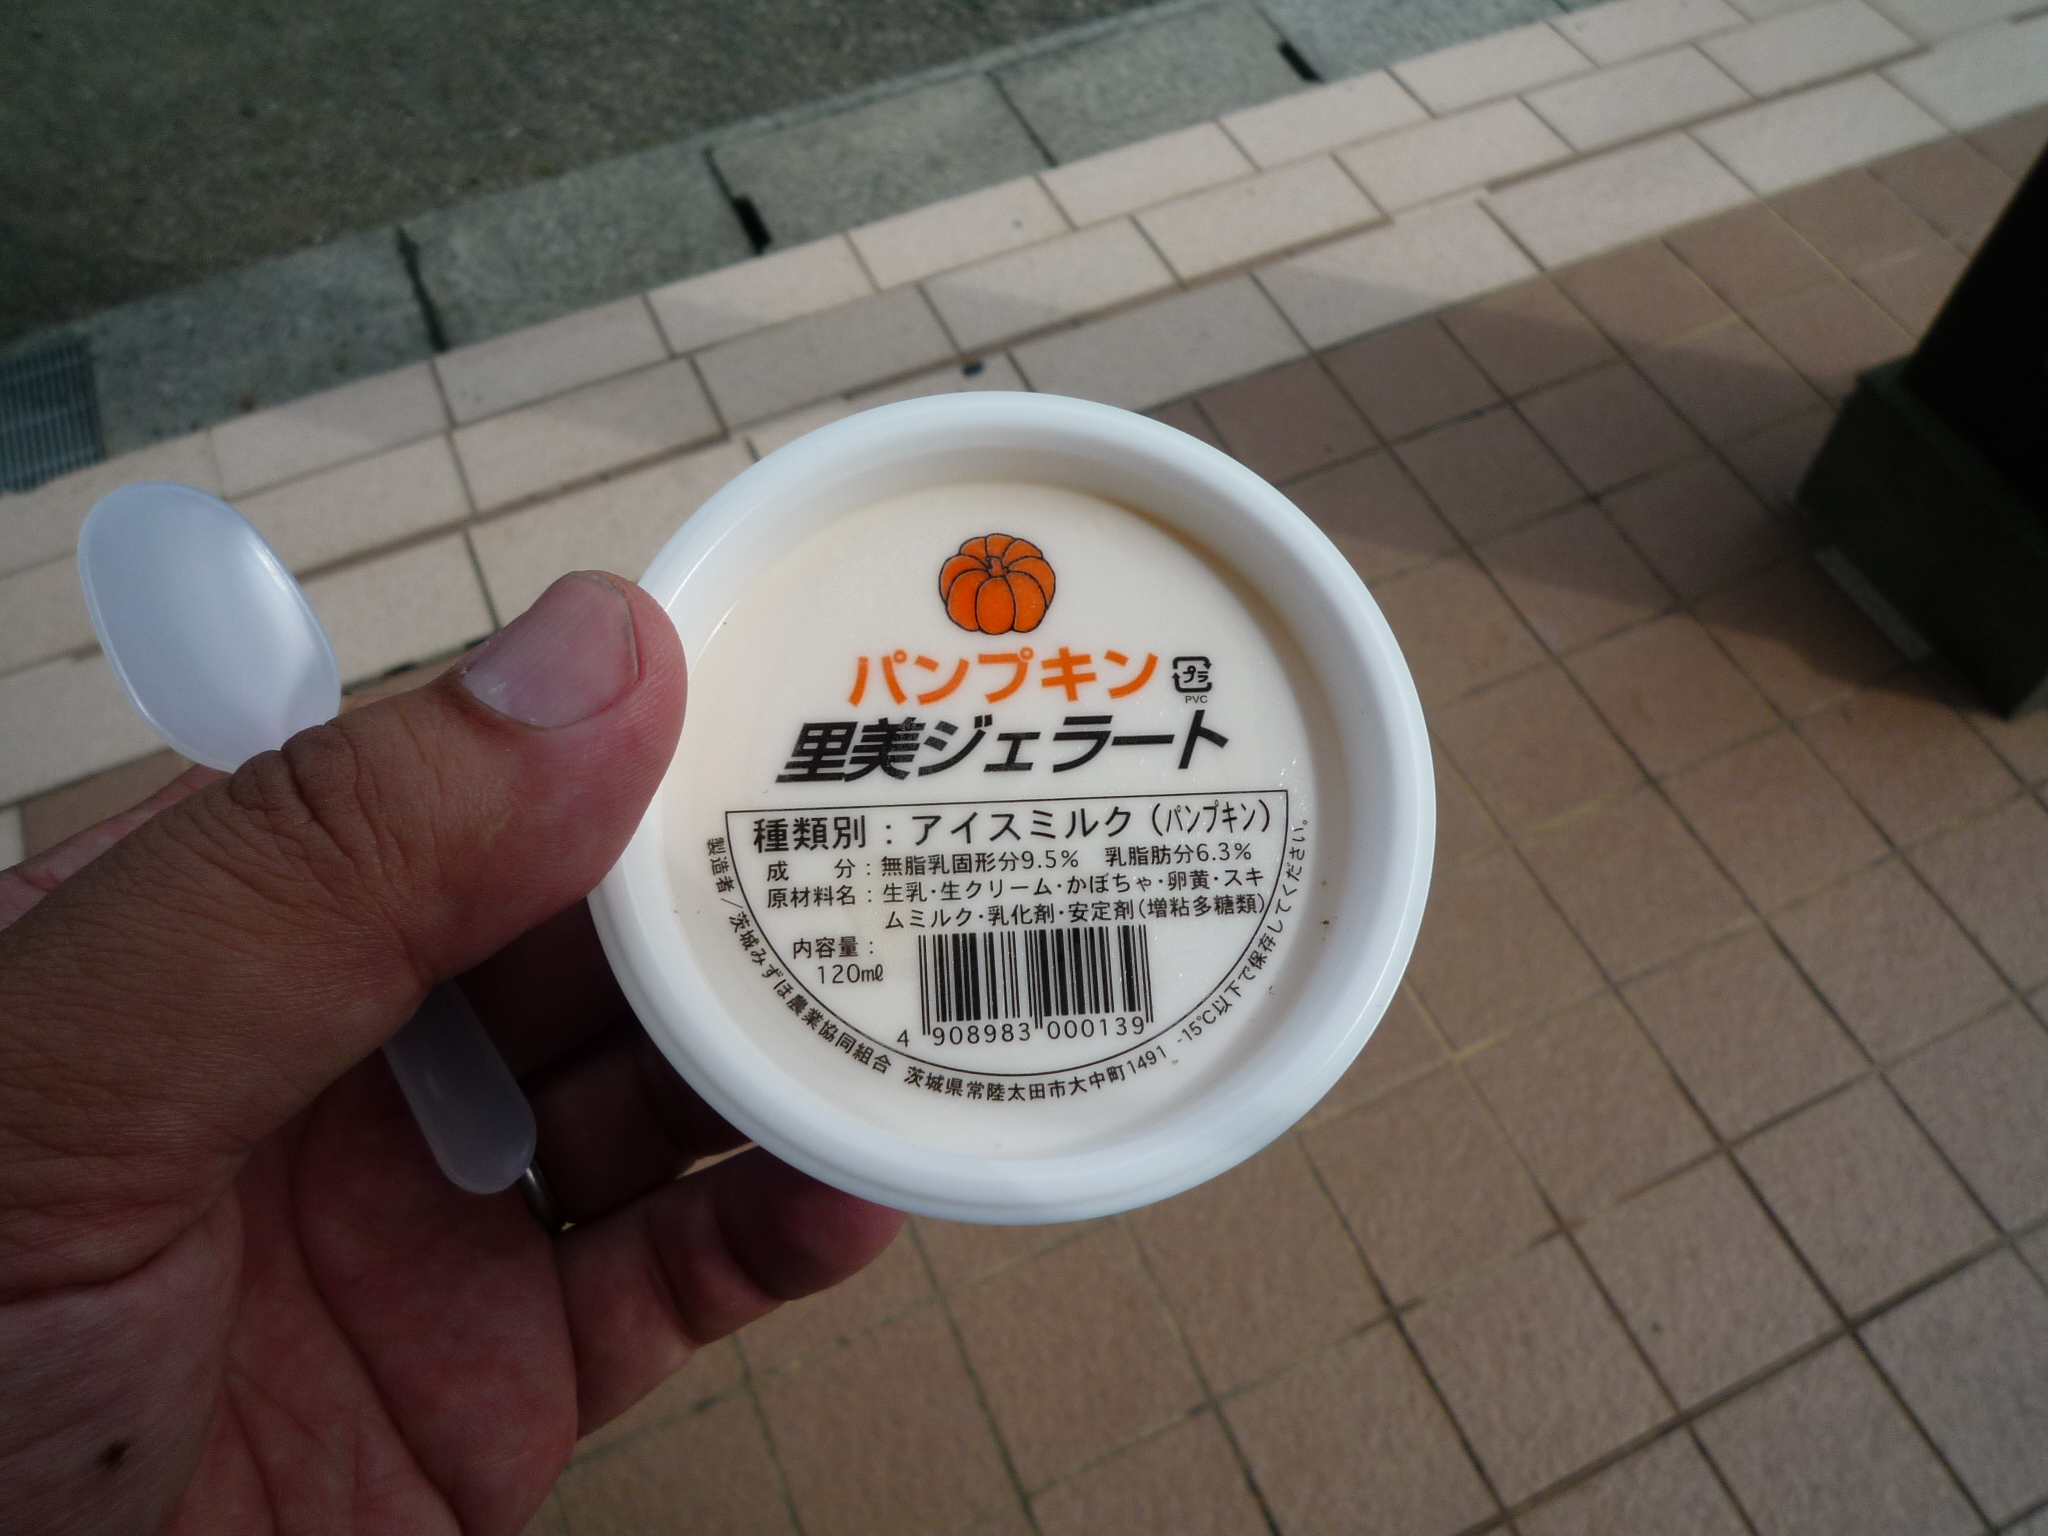 パンプキン
プラ
PVC
里美ジェラート
種類別：アイスミルク（パンプキン）
成　　分：無脂乳固形分9.5%　乳脂肪分6.3%
原材料名：生乳・生クリーム・かぼちゃ・卵黄・スキ
ムミルク・乳化剤・安定剤（増粘多糖類）
内容量：
120mℓ
4 908983 000139
製造者／茨城みずほ農業協同組合　茨城県常陸太田市大中町1491　-15℃以下で保存してください。